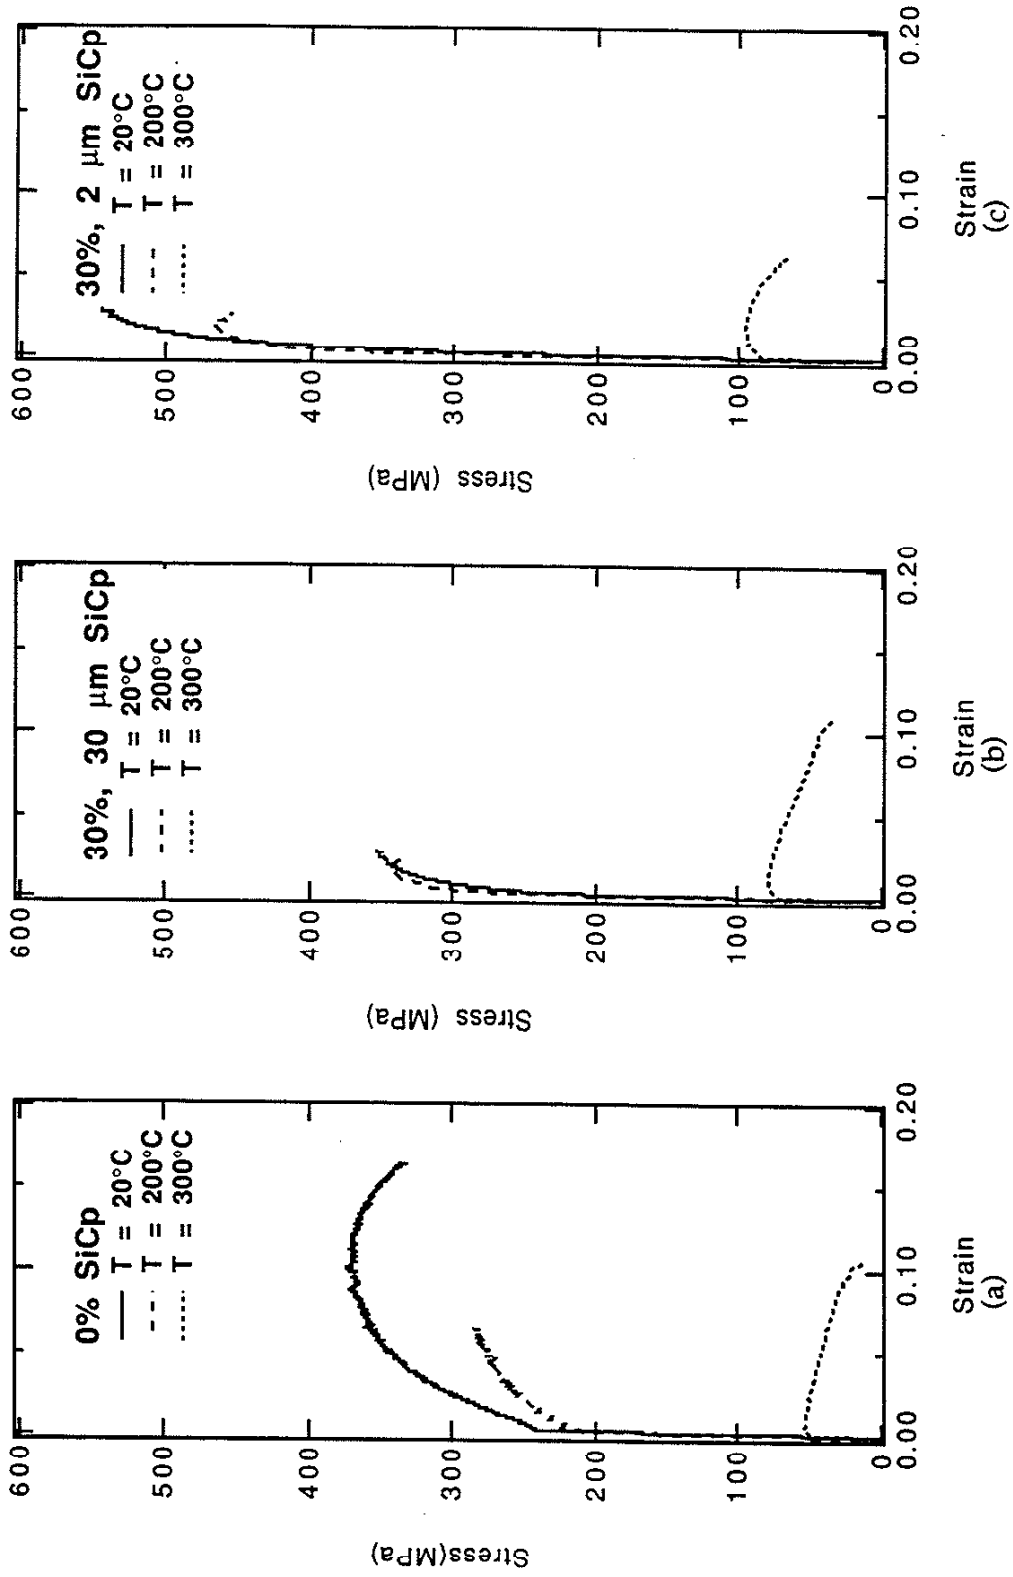 600
500
400
300
200
100
0
0% SiCp
T = 20°C
T = 200°C
T = 300°C
0.00
0.10
0.20
Stress(MPa)
Strain
(a)
600
500
400
300
200
100
0
30%, 30 μm SiCp
T = 20°C
T = 200°C
T = 300°C
0.00
0.10
0.20
Stress (MPa)
Strain
(b)
600
500
400
300
200
100
0
30%, 2 μm SiCp
T = 20°C
T = 200°C
T = 300°C
0.00
0.10
0.20
Stress (MPa)
Strain
(c)